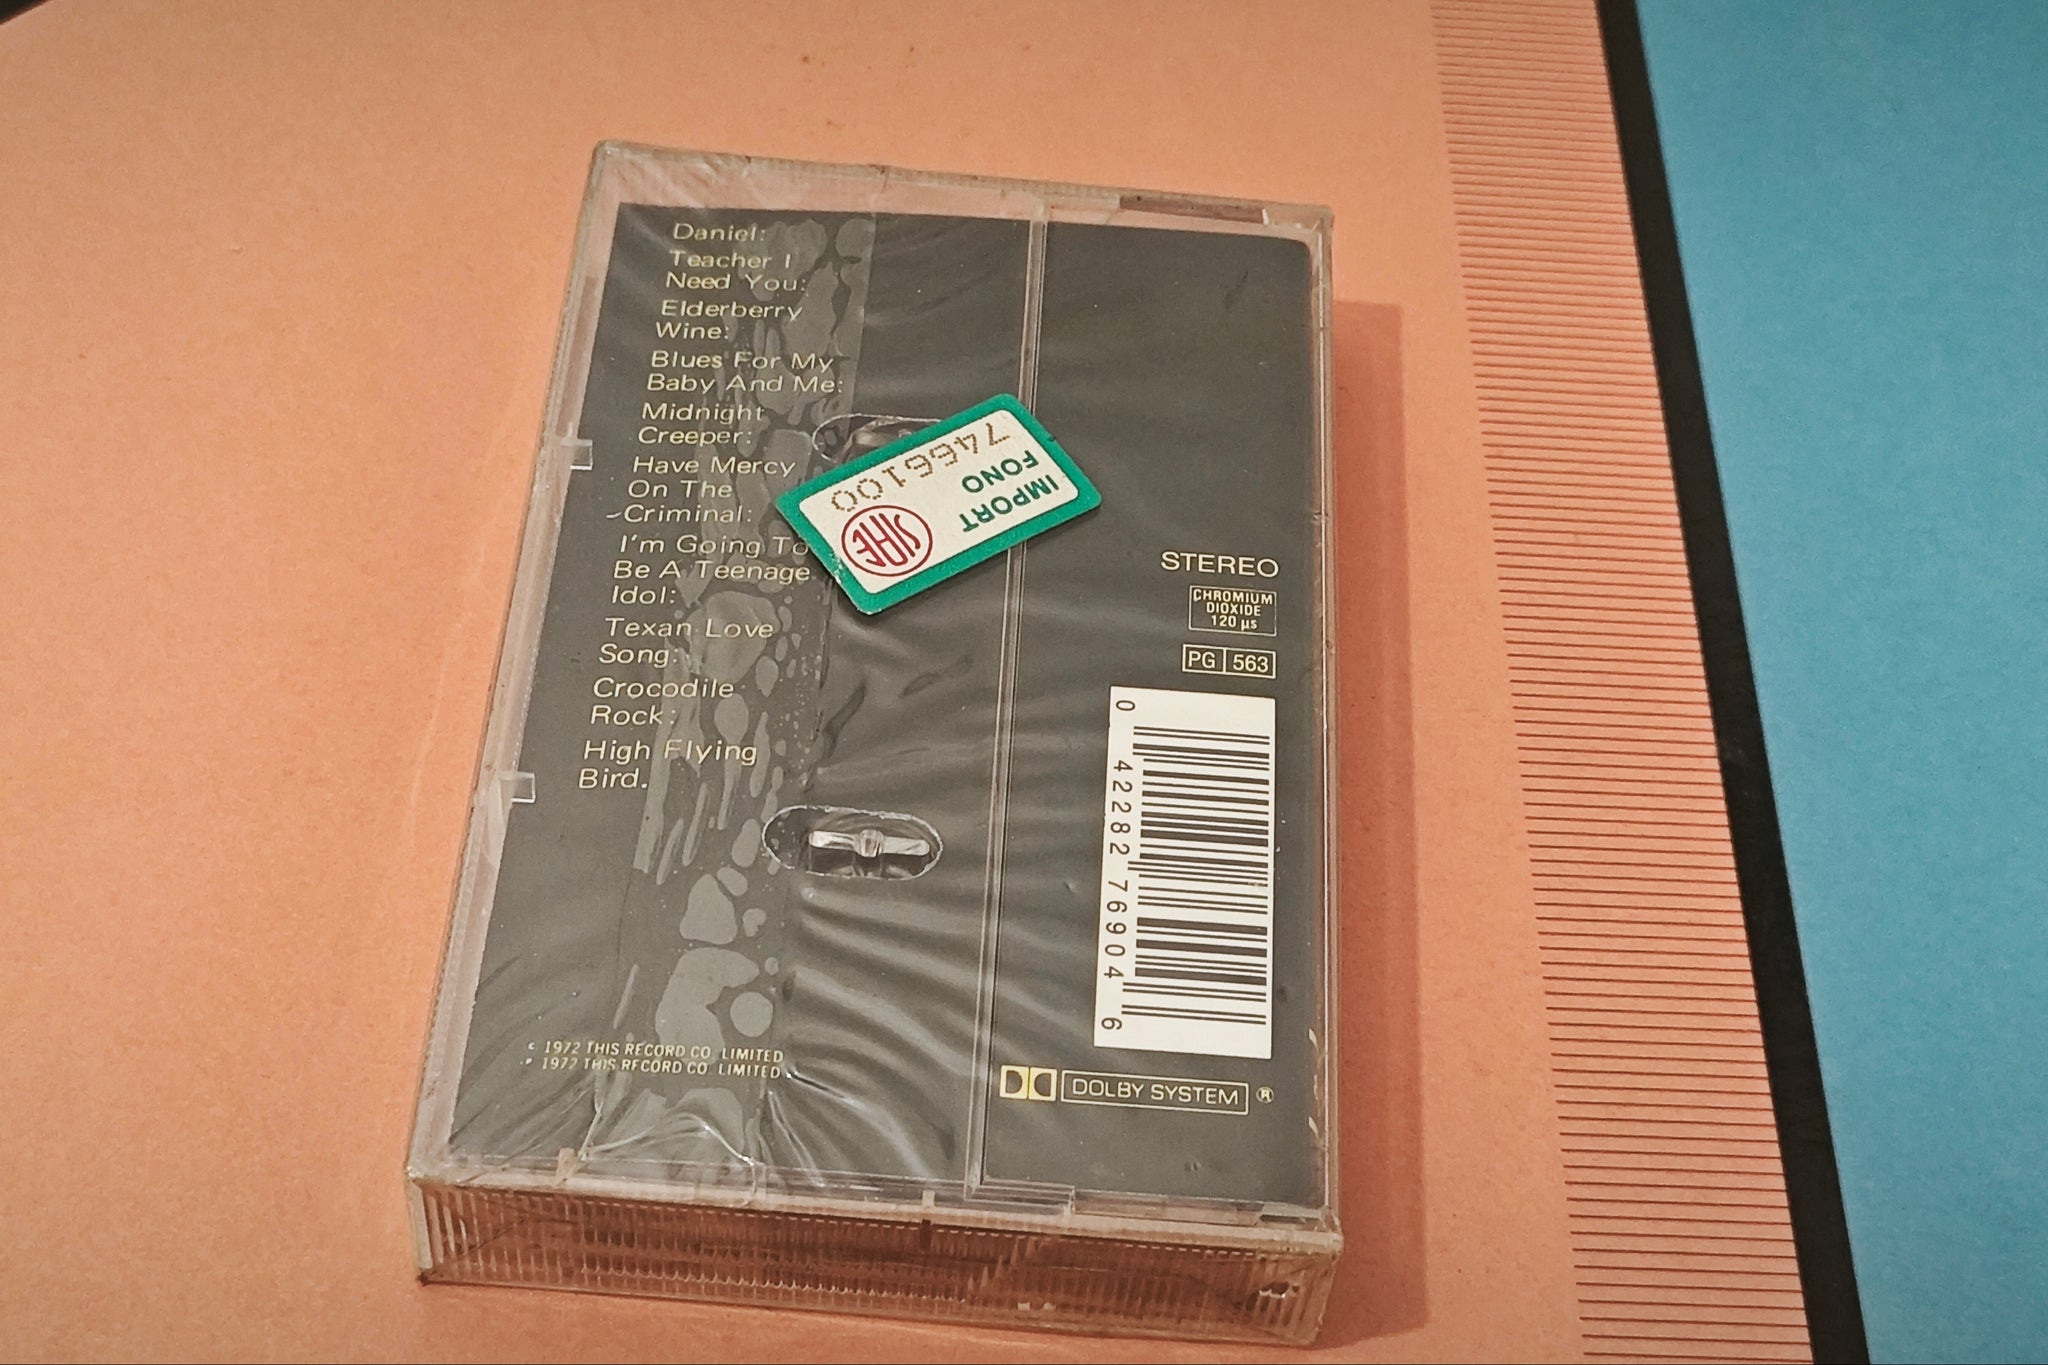 Daniel:
Teacher I
Need You:
Elderberry
Wine:
Blues For My
Baby And Me:
Midnight
Creeper:
Have Mercy
On The
Criminal:
I'm Going To
Be A Teenage
Idol:
Texan Love
Song:
Crocodile
Rock:
High Flying
Bird.
© 1972 THIS RECORD CO. LIMITED
℗ 1972 THIS RECORD CO. LIMITED
IMPORT
FONO
7466100
SIAE
STEREO
CHROMIUM
DIOXIDE
120 µs
PG 563
0 42282 76904 6
DOLBY SYSTEM ®